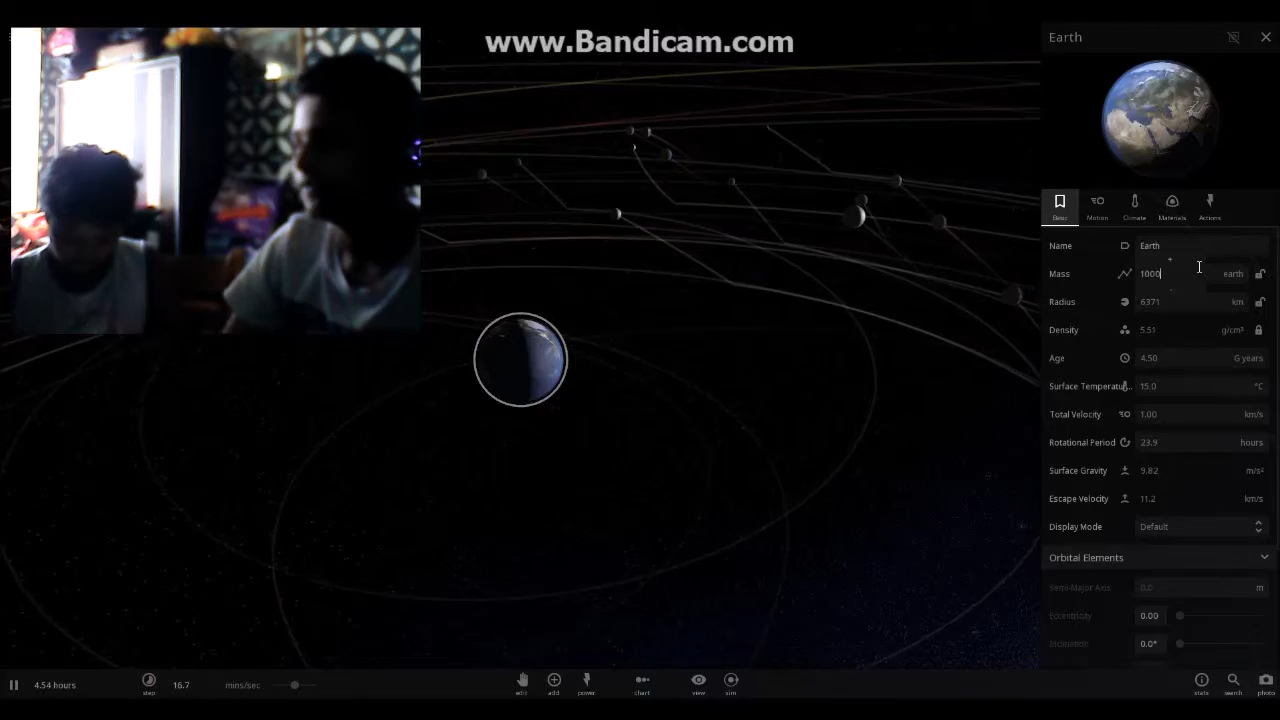 www.Bandicam.com
Earth
Basic
Motion
Climate
Materials
Actions
Name Earth
Mass 1000 earth
Radius 6371 km
Density 5.51 g/cm³
Age 4.50 G years
Surface Temperatu... 15.0 °C
Total Velocity 1.00 km/s
Rotational Period 23.9 hours
Surface Gravity 9.82 m/s²
Escape Velocity 11.2 km/s
Display Mode Default
Orbital Elements
Semi-Major Axis 0.0 m
Eccentricity 0.00
Inclination 0.0°
4.54 hours
step
16.7 mins/sec
edit
add
power
chart
view
sim
stats
search
photo